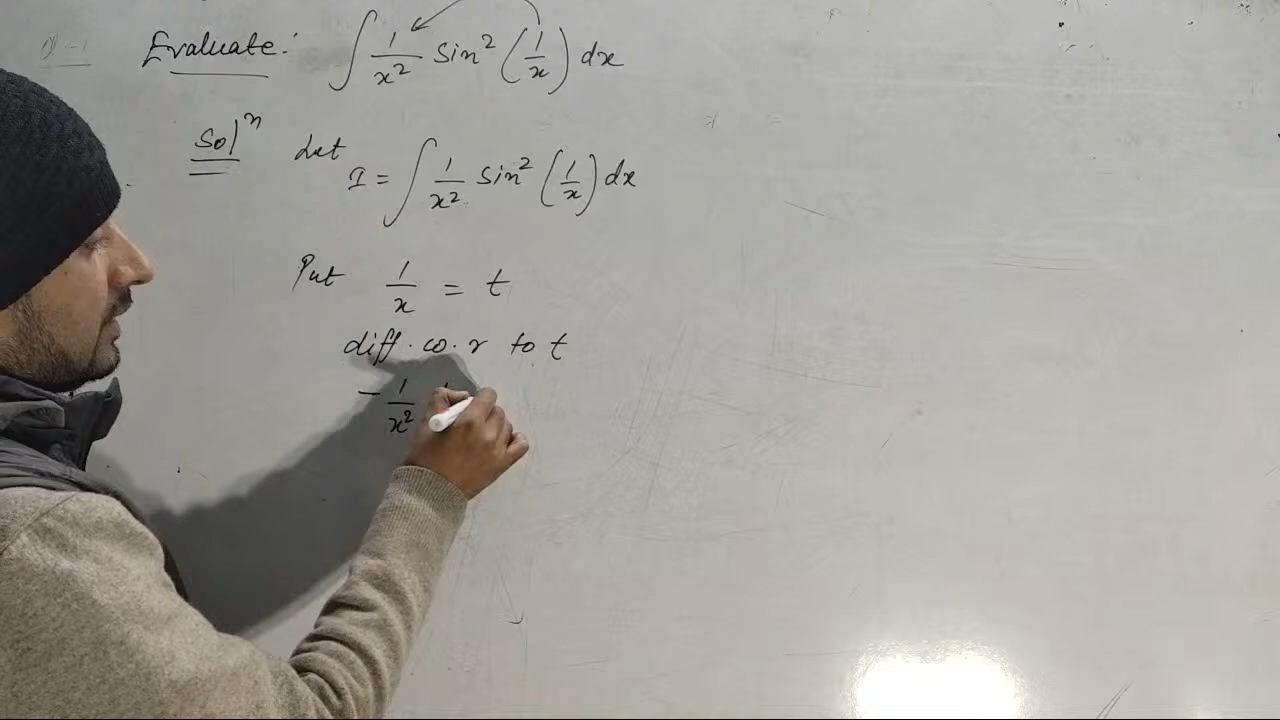 Evaluate: ∫ 1/x² Sin² (1/x) dx
Solⁿ Let
I = ∫ 1/x² Sin² (1/x) dx
Put 1/x = t
diff. w. r to t
- 1/x²